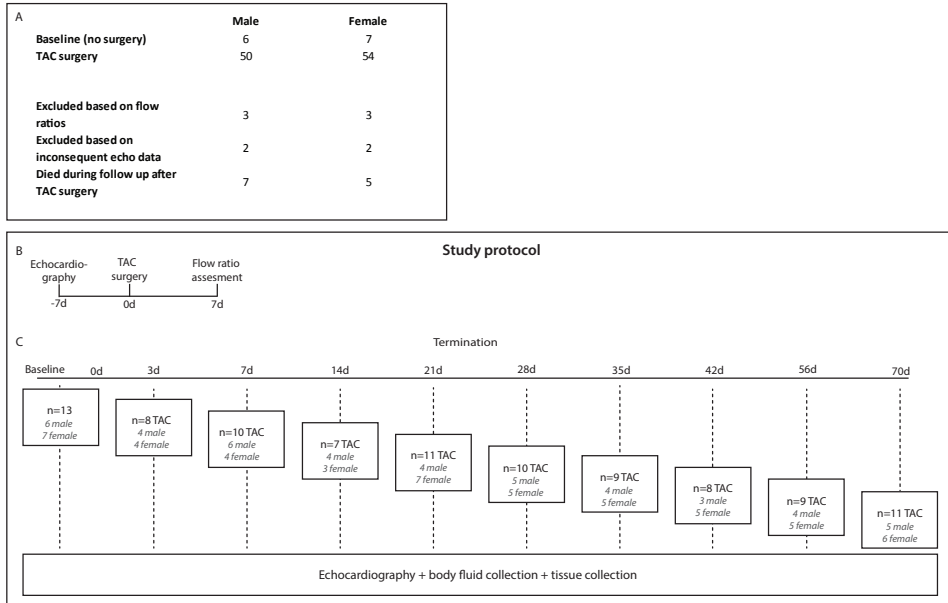 A
Male Female
Baseline (no surgery) 6 7
TAC surgery 50 54
Excluded based on flow
ratios 3 3
Excluded based on
inconsequent echo data 2 2
Died during follow up after
TAC surgery 7 5
B
Study protocol
Echocardio-
graphy
TAC
surgery
Flow ratio
assesment
-7d 0d 7d
C
Termination
Baseline 0d 3d 7d 14d 21d 28d 35d 42d 56d 70d
n=13
6 male
7 female
n=8 TAC
4 male
4 female
n=10 TAC
6 male
4 female
n=7 TAC
4 male
3 female
n=11 TAC
4 male
7 female
n=10 TAC
5 male
5 female
n=9 TAC
4 male
5 female
n=8 TAC
3 male
5 female
n=9 TAC
4 male
5 female
n=11 TAC
5 male
6 female
Echocardiography + body fluid collection + tissue collection